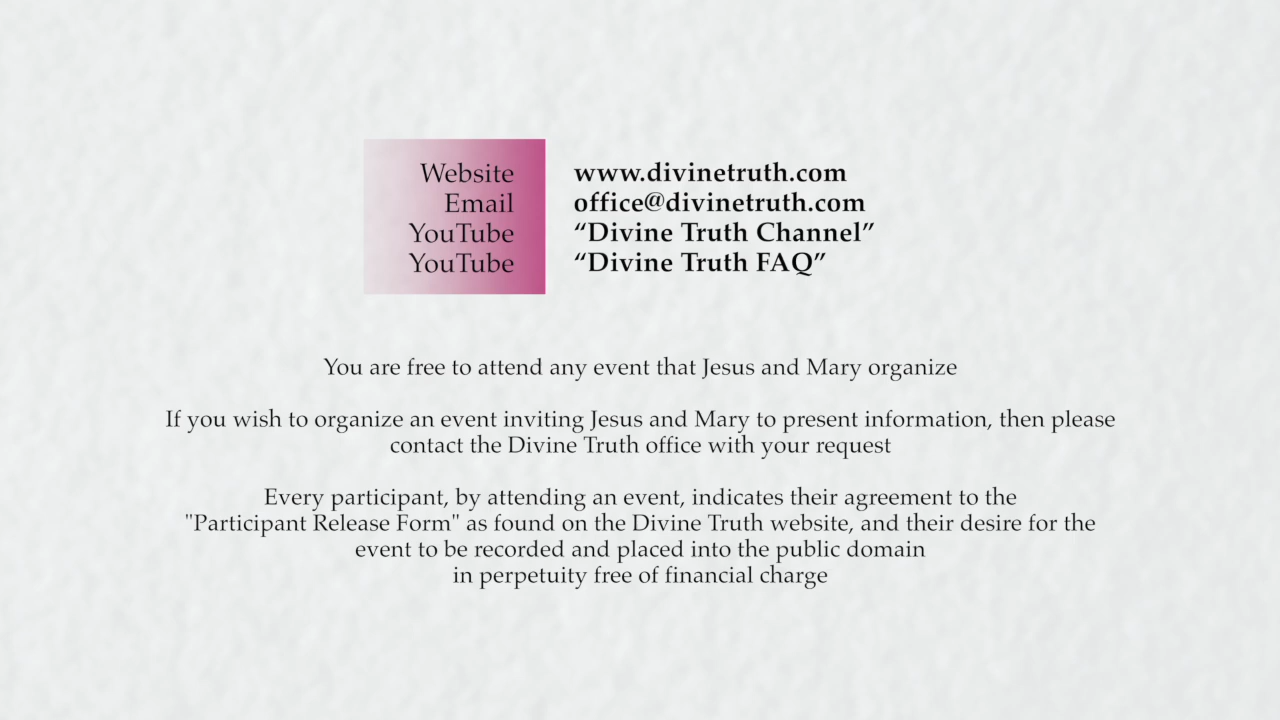 Website www.divinetruth.com
Email office@divinetruth.com
YouTube “Divine Truth Channel”
YouTube “Divine Truth FAQ”
You are free to attend any event that Jesus and Mary organize
If you wish to organize an event inviting Jesus and Mary to present information, then please
contact the Divine Truth office with your request
Every participant, by attending an event, indicates their agreement to the
"Participant Release Form" as found on the Divine Truth website, and their desire for the
event to be recorded and placed into the public domain
in perpetuity free of financial charge